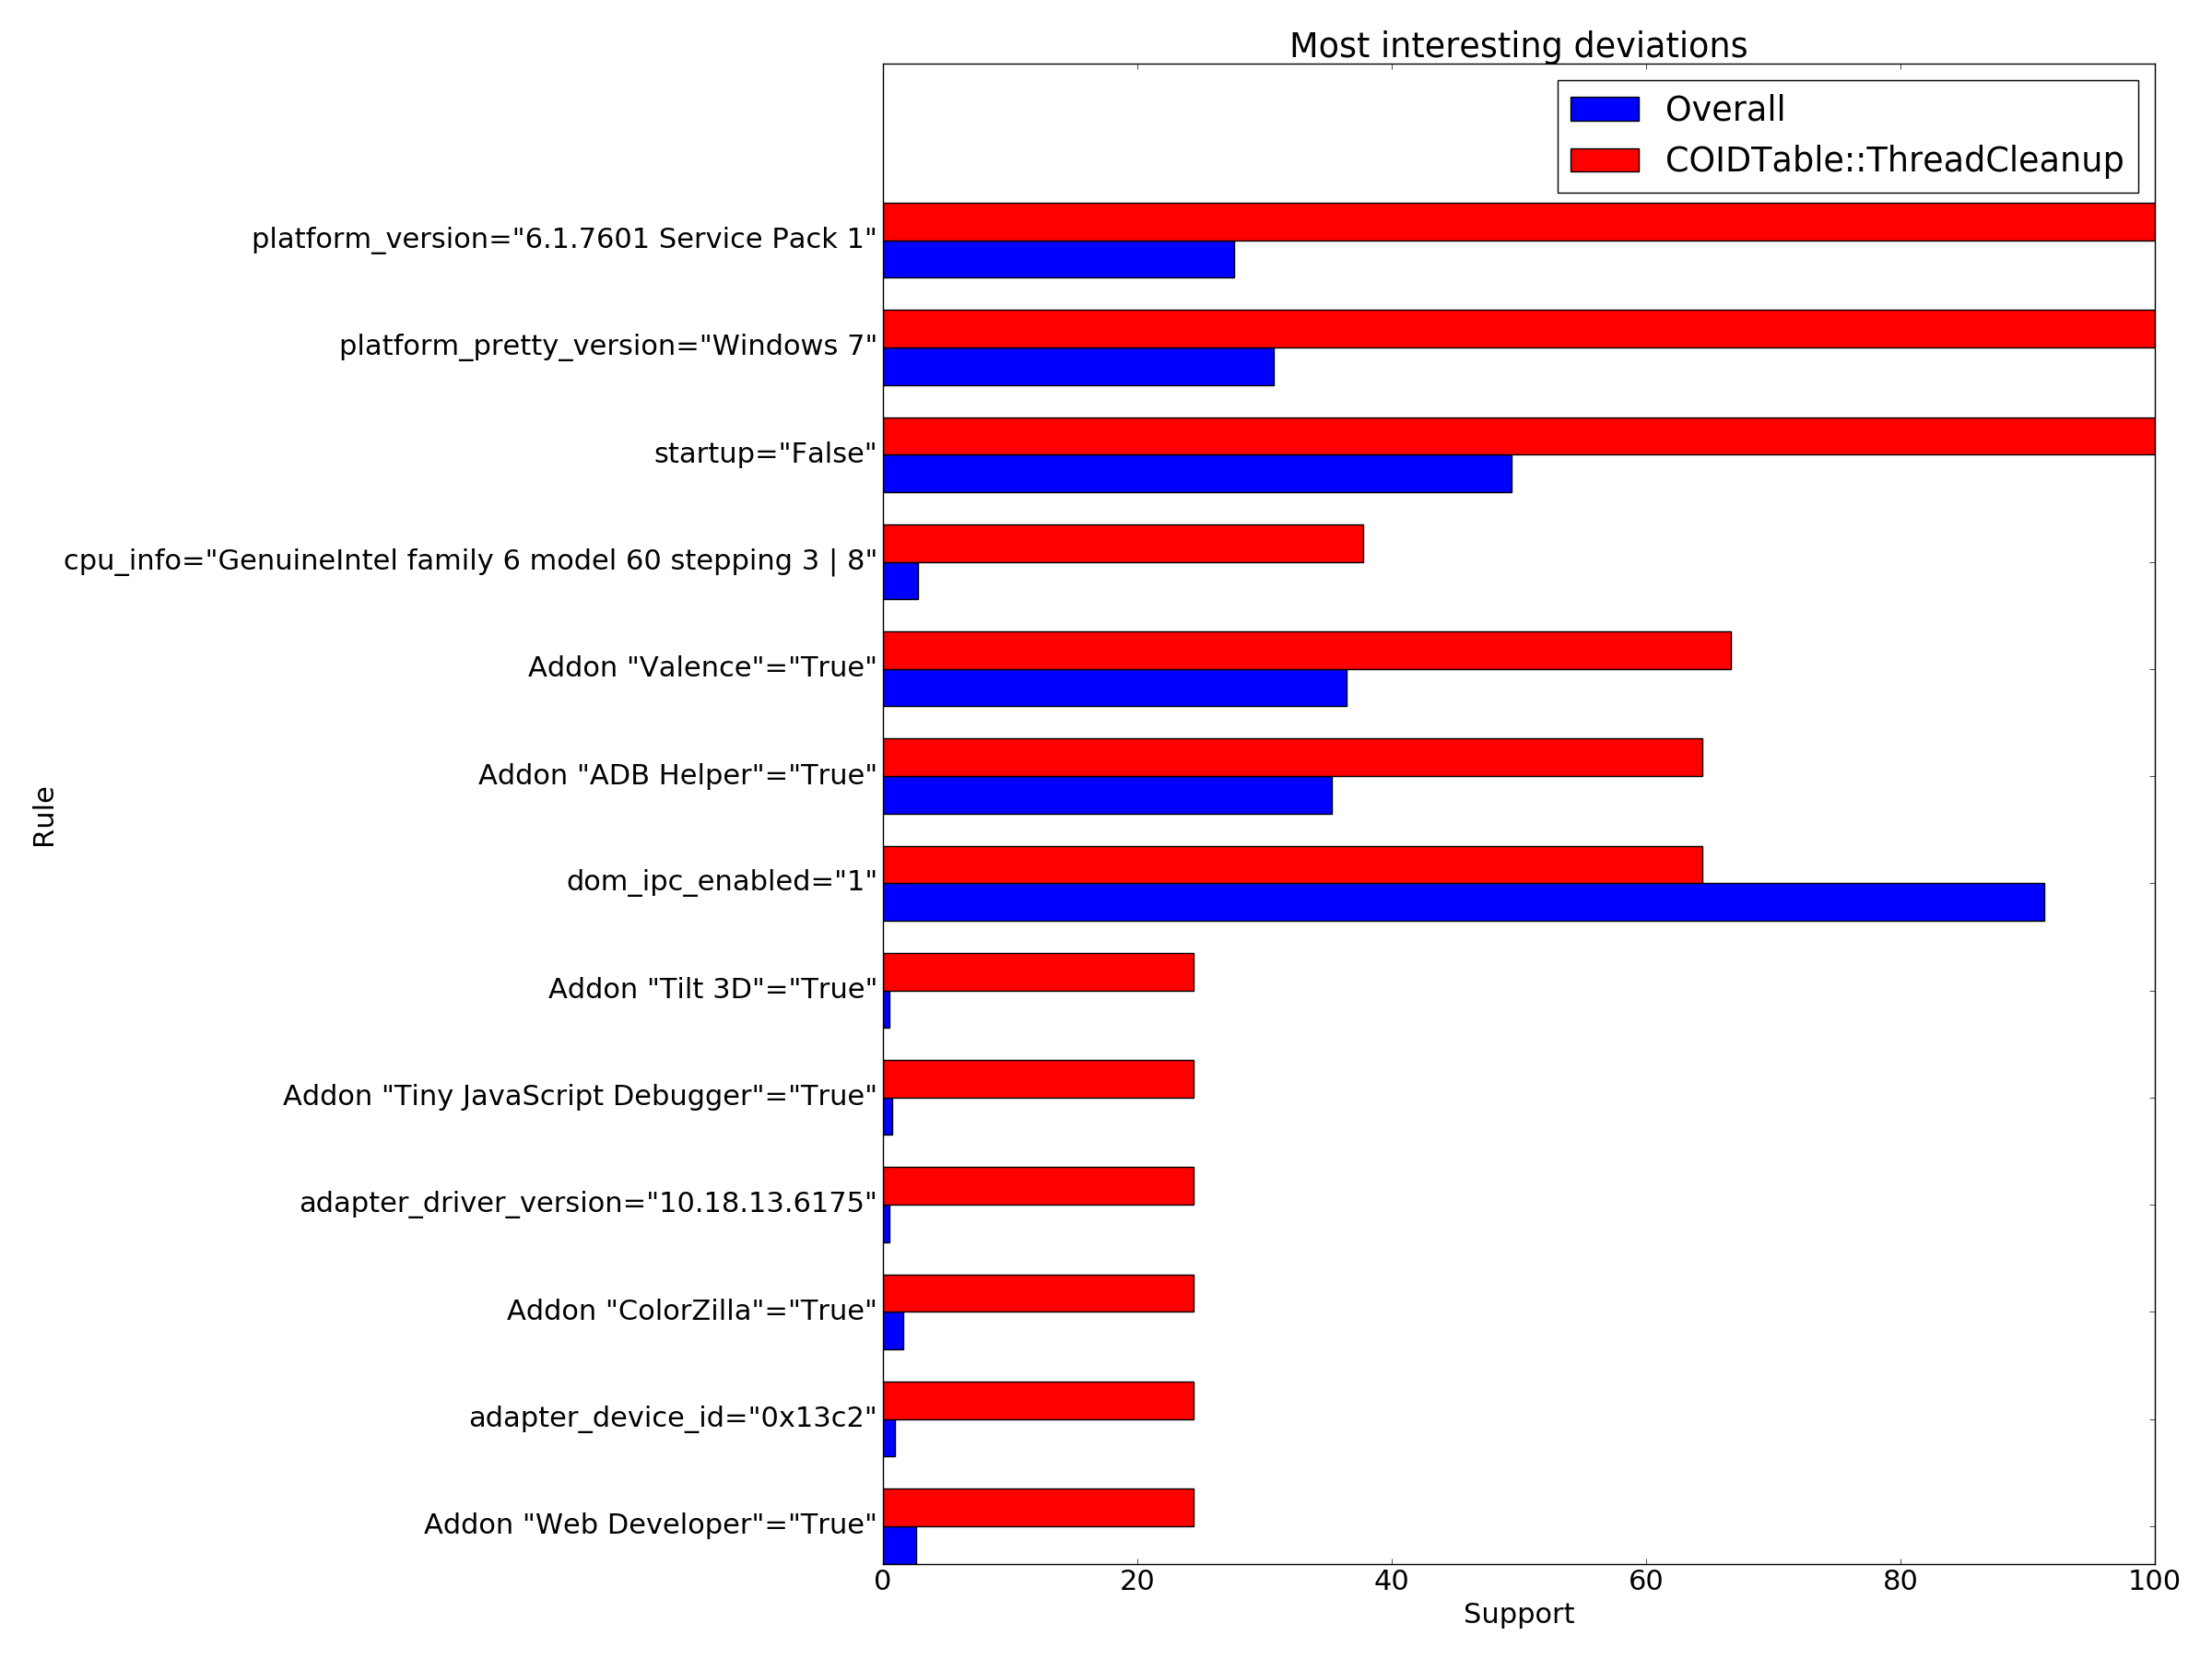 Most interesting deviations
Overall
COIDTable::ThreadCleanup
platform_version="6.1.7601 Service Pack 1"
platform_pretty_version="Windows 7"
startup="False"
cpu_info="GenuineIntel family 6 model 60 stepping 3 | 8"
Addon "Valence"="True"
Addon "ADB Helper"="True"
dom_ipc_enabled="1"
Addon "Tilt 3D"="True"
Addon "Tiny JavaScript Debugger"="True"
adapter_driver_version="10.18.13.6175"
Addon "ColorZilla"="True"
adapter_device_id="0x13c2"
Addon "Web Developer"="True"
Rule
0 20 40 60 80 100
Support